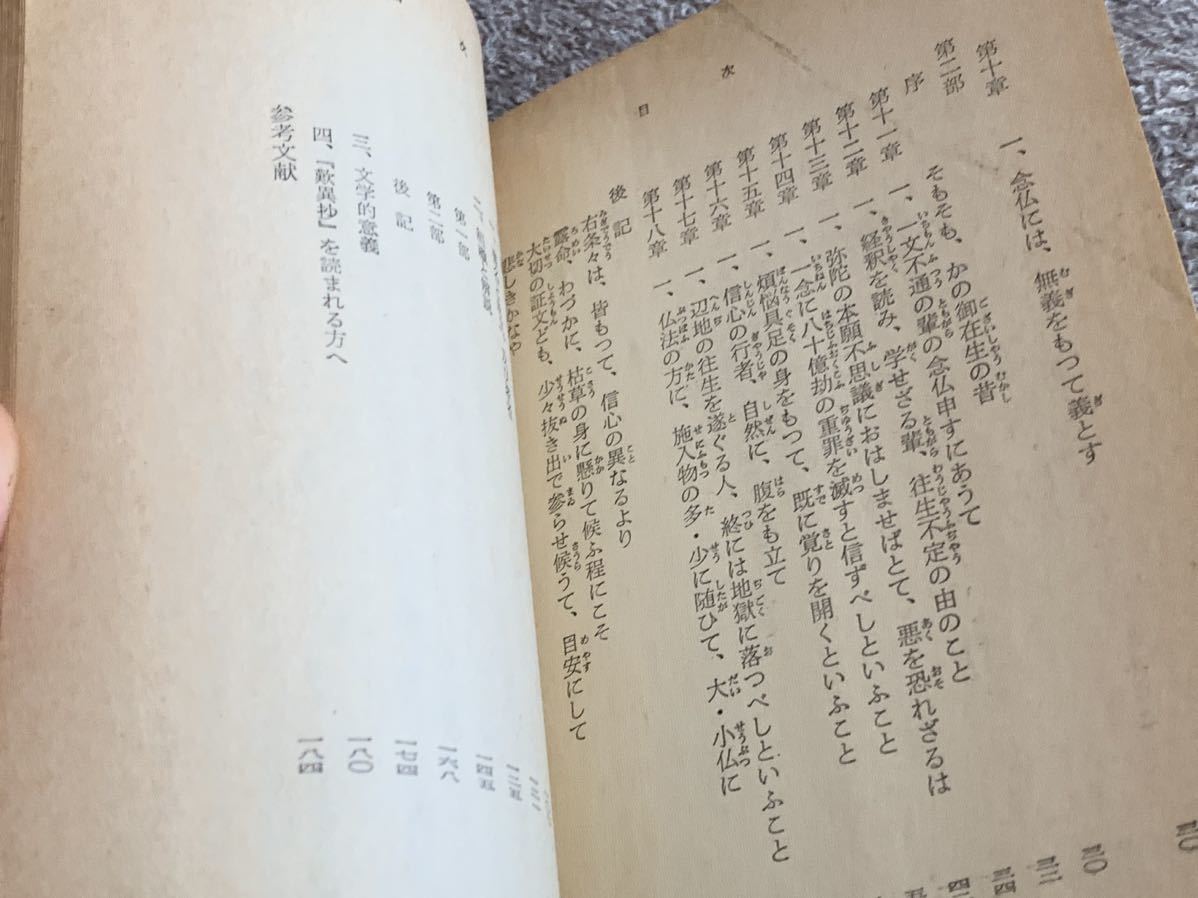 目次
第十章 一、念仏には、無義をもつて義とす 三〇
第二部
序 そもそも、かの御在生の昔
第十一章 一、一文不通の輩の念仏申すにあうて
第十二章 一、経釈を読み、学せざる輩、往生不定の由のこと
第十三章 一、弥陀の本願不思議におはしませばとて、悪を恐れざるは
第十四章 一、一念に八十億劫の重罪を滅すと信ずべしといふこと
第十五章 一、煩悩具足の身をもつて、既に覚りを開くといふこと
第十六章 一、信心の行者、自然に、腹をも立て
第十七章 一、辺地の往生を遂ぐる人、終には地獄に落つべしといふこと
第十八章 一、仏法の方に、施入物の多・少に随ひて、大・小仏に
後記
右条々は、皆もつて、信心の異なるより
露命、わづかに、枯草の身に懸りて候ふ程にこそ
大切の証文ども、少々抜き出で参らせ候うて、目安にして
悲しきかなや
一二五
第一部 一四五
第二部 一六八
後記 一七四
三、文学的意義 一八〇
四、『歎異抄』を読まれる方へ 一八四
参考文献